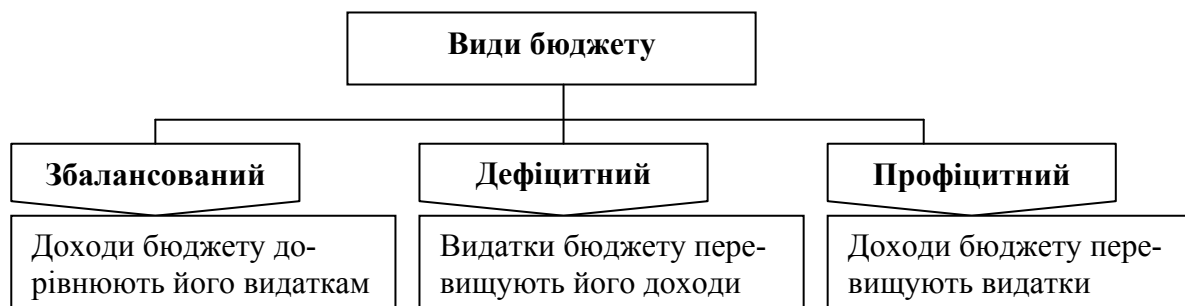 Види бюджету
Збалансований
Дефіцитний
Профіцитний
Доходи бюджету до-
рівнюють його видаткам
Видатки бюджету пере-
вищують його доходи
Доходи бюджету пере-
вищують видатки